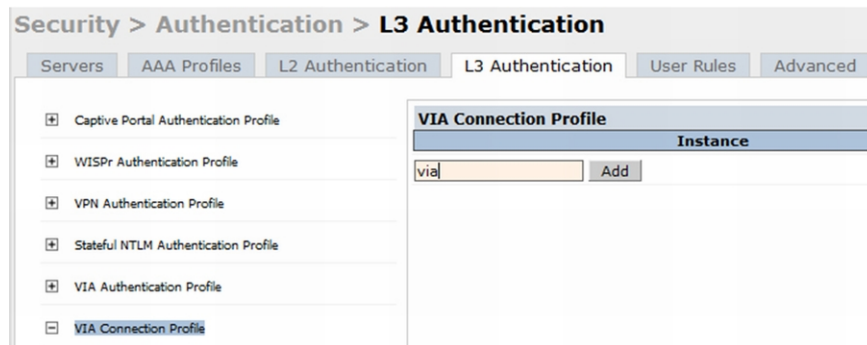 Security > Authentication > L3 Authentication
Servers AAA Profiles L2 Authentication L3 Authentication User Rules Advanced
Captive Portal Authentication Profile
WISPr Authentication Profile
VPN Authentication Profile
Stateful NTLM Authentication Profile
VIA Authentication Profile
VIA Connection Profile
VIA Connection Profile
Instance
via Add